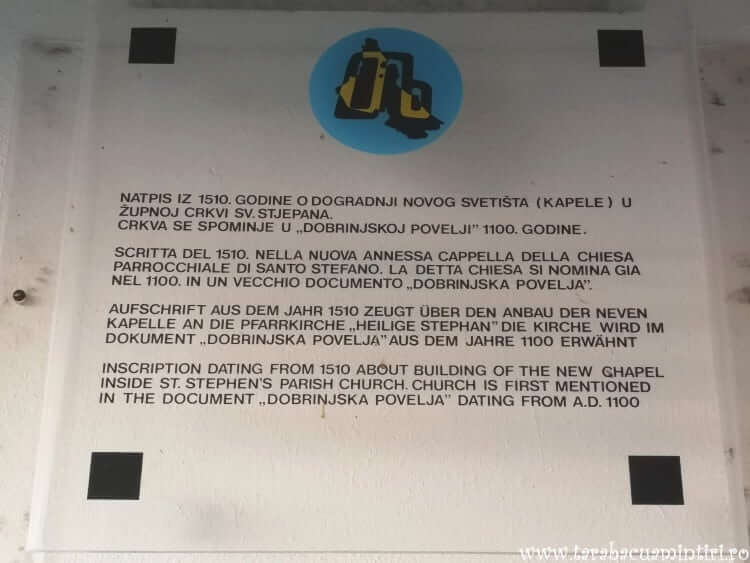 NATPIS IZ 1510. GODINE O DOGRADNJI NOVOG SVETIŠTA (KAPELE) U
ŽUPNOJ CRKVI SV. STJEPANA.
CRKVA SE SPOMINJE U „DOBRINJSKOJ POVELJI" 1100. GODINE.
SCRITTA DEL 1510. NELLA NUOVA ANNESSA CAPPELLA DELLA CHIESA
PARROCCHIALE DI SANTO STEFANO. LA DETTA CHIESA SI NOMINA GIA
NEL 1100. IN UN VECCHIO DOCUMENTO „DOBRINJSKA POVELJA".
AUFSCHRIFT AUS DEM JAHR 1510 ZEUGT ÜBER DEN ANBAU DER NEVEN
KAPELLE AN DIE PFARRKIRCHE „HEILIGE STEPHAN" DIE KIRCHE WIRD IM
DOKUMENT „DOBRINJSKA POVELJA" AUS DEM JAHRE 1100 ERWÄHNT
INSCRIPTION DATING FROM 1510 ABOUT BUILDING OF THE NEW CHAPEL
INSIDE ST. STEPHEN'S PARISH CHURCH. CHURCH IS FIRST MENTIONED
IN THE DOCUMENT „DOBRINJSKA POVELJA" DATING FROM A.D. 1100
www.tarabacuamintiri.ro